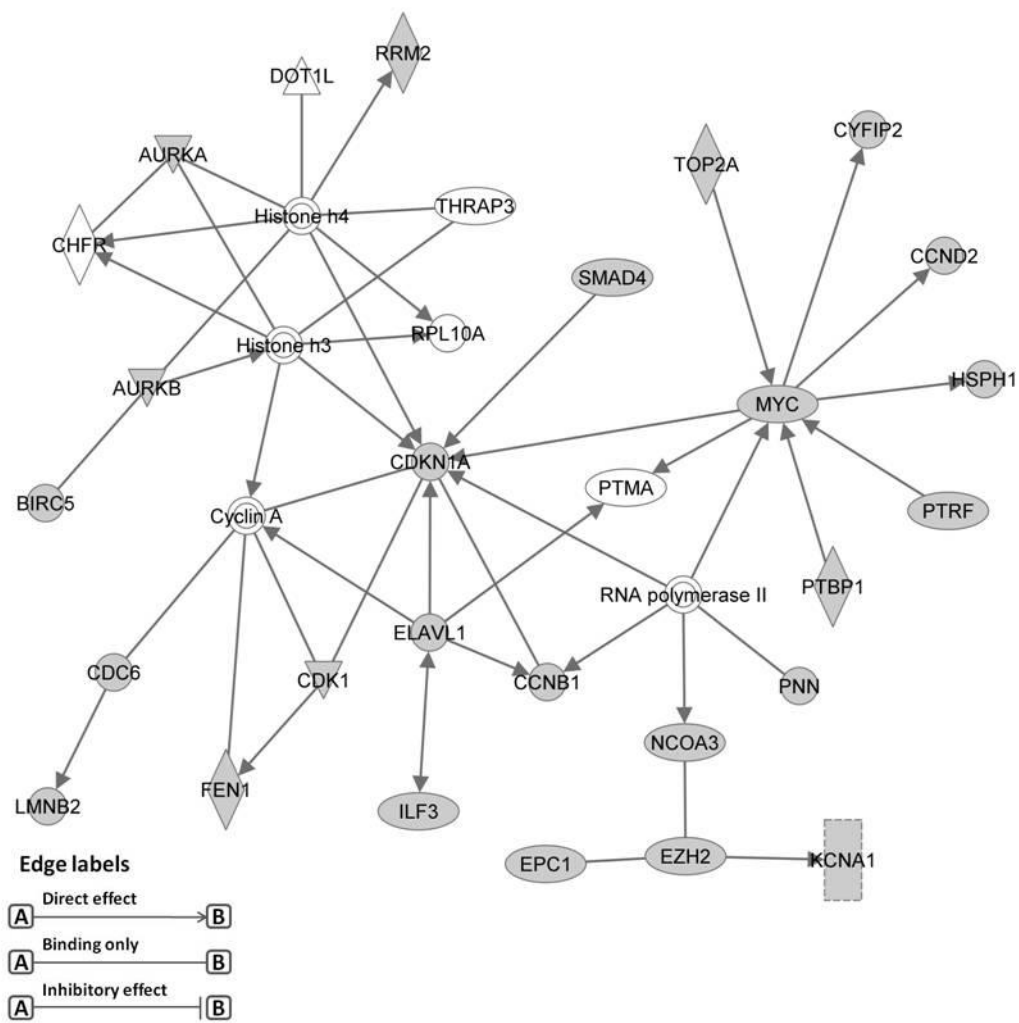 RRM2
DOT1L
CYFIP2
AURKA
TOP2A
THRAP3
Histone h4
CHFR
CCND2
SMAD4
RPL10A
Histone h3
HSPH1
AURKB
MYC
CDKN1A
PTMA
BIRC5
PTRF
Cyclin A
PTBP1
RNA polymerase II
ELAVL1
CDC6
CDK1
CCNB1
PNN
NCOA3
FEN1
LMNB2
ILF3
EPC1
EZH2
KCNA1
Edge labels
Direct effect
A B
Binding only
A B
Inhibitory effect
A B